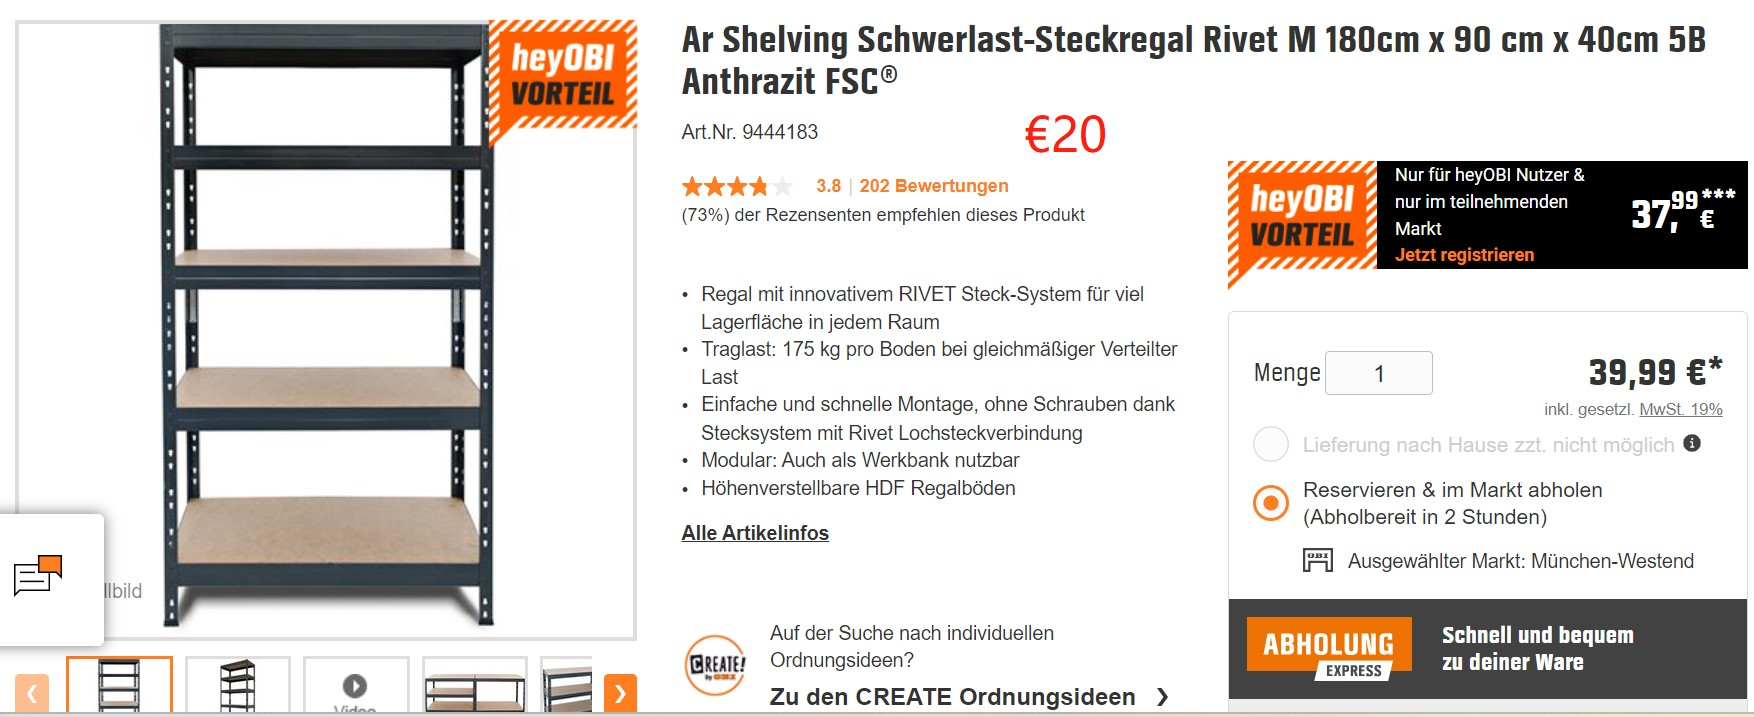 heyOBI
VORTEIL
llbild
Video
Ar Shelving Schwerlast-Steckregal Rivet M 180cm x 90 cm x 40cm 5B
Anthrazit FSC®
Art.Nr. 9444183
€20
3.8 | 202 Bewertungen
(73%) der Rezensenten empfehlen dieses Produkt
• Regal mit innovativem RIVET Steck-System für viel
Lagerfläche in jedem Raum
• Traglast: 175 kg pro Boden bei gleichmäßiger Verteilter
Last
• Einfache und schnelle Montage, ohne Schrauben dank
Stecksystem mit Rivet Lochsteckverbindung
• Modular: Auch als Werkbank nutzbar
• Höhenverstellbare HDF Regalböden
Alle Artikelinfos
CREATE!
by OBI
Auf der Suche nach individuellen
Ordnungsideen?
Zu den CREATE Ordnungsideen
heyOBI
VORTEIL
Nur für heyOBI Nutzer &
nur im teilnehmenden
Markt
Jetzt registrieren
37,99 € ***
Menge 1
39,99 €*
inkl. gesetzl. MwSt. 19%
Lieferung nach Hause zzt. nicht möglich
Reservieren & im Markt abholen
(Abholbereit in 2 Stunden)
OBI
Ausgewählter Markt: München-Westend
ABHOLUNG
EXPRESS
Schnell und bequem
zu deiner Ware